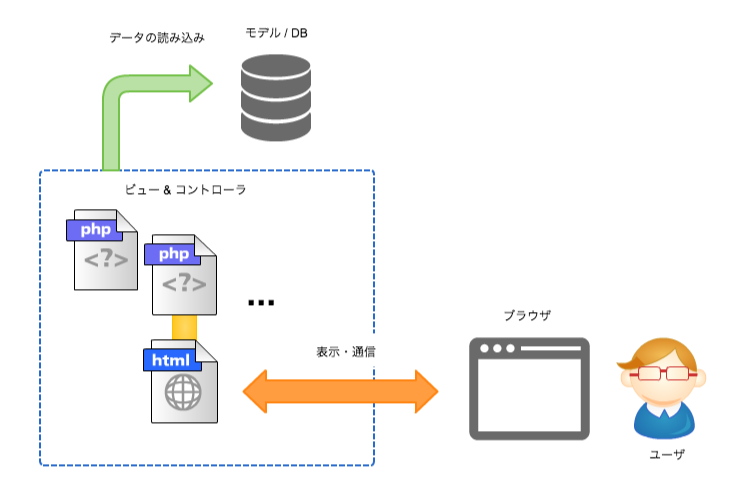 データの読み込み
モデル / DB
ビュー & コントローラ
php
<?>
php
<?>
...
html
表示・通信
ブラウザ
ユーザ